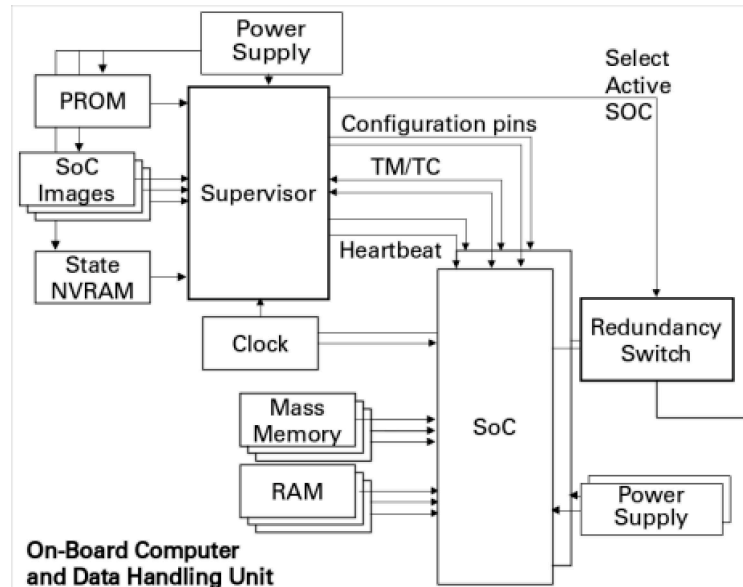 Power
Supply
PROM
Select
Active
SOC
Configuration pins
SoC
Images
Supervisor
TM/TC
Heartbeat
State
NVRAM
Clock
Redundancy
Switch
Mass
Memory
SoC
RAM
Power
Supply
On-Board Computer
and Data Handling Unit